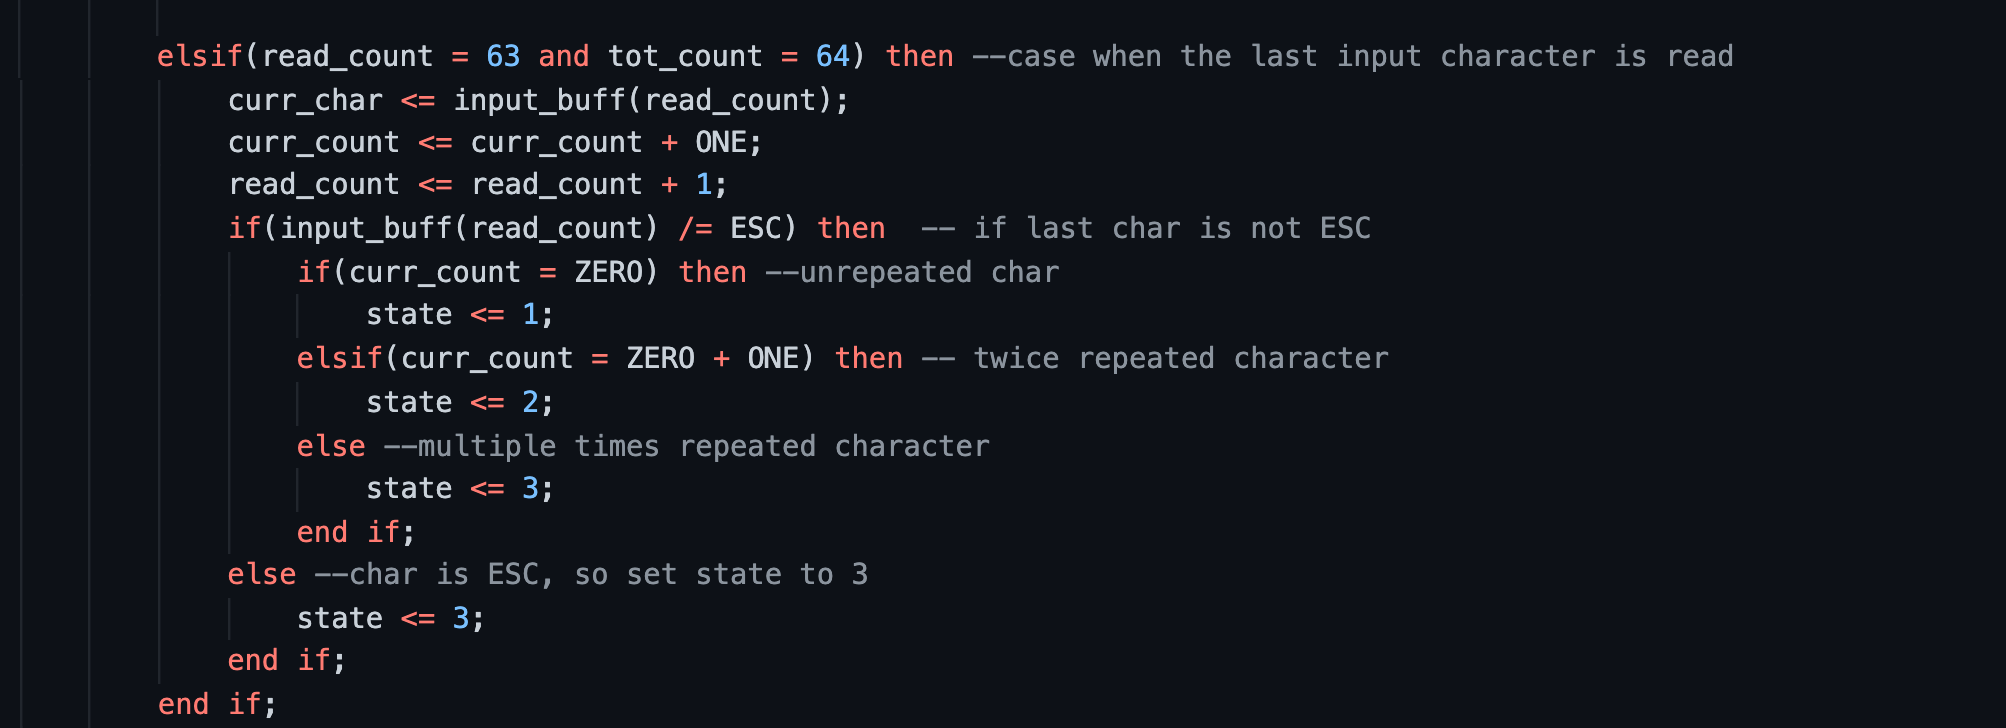 elsif(read_count = 63 and tot_count = 64) then --case when the last input character is read
curr_char <= input_buff(read_count);
curr_count <= curr_count + ONE;
read_count <= read_count + 1;
if(input_buff(read_count) /= ESC) then  -- if last char is not ESC
if(curr_count = ZERO) then --unrepeated char
state <= 1;
elsif(curr_count = ZERO + ONE) then -- twice repeated character
state <= 2;
else --multiple times repeated character
state <= 3;
end if;
else --char is ESC, so set state to 3
state <= 3;
end if;
end if;